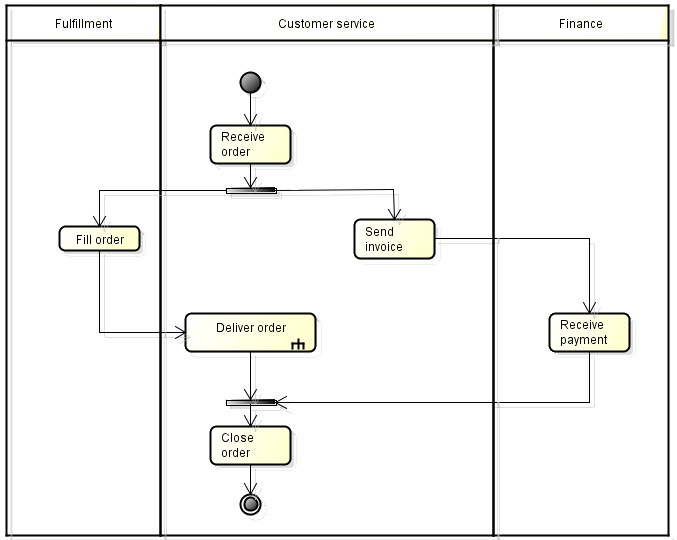 Fulfillment
Customer service
Finance
Receive
order
Fill order
Send
invoice
Deliver order
Receive
payment
Close
order